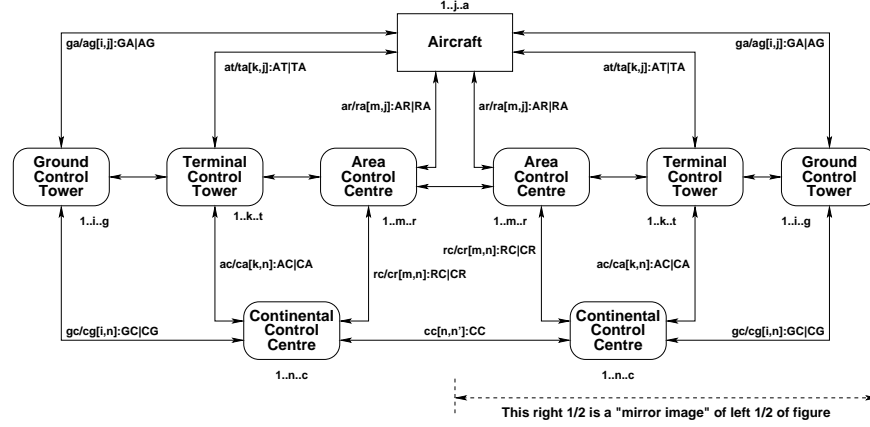 1..j..a
Aircraft
ga/ag[i,j]:GA|AG
ga/ag[i,j]:GA|AG
at/ta[k,j]:AT|TA
at/ta[k,j]:AT|TA
ar/ra[m,j]:AR|RA
ar/ra[m,j]:AR|RA
Ground
Control
Tower
Terminal
Control
Tower
Area
Control
Centre
Area
Control
Centre
Terminal
Control
Tower
Ground
Control
Tower
1..i..g
1..k..t
1..m..r
1..m..r
1..k..t
1..i..g
ac/ca[k,n]:AC|CA
rc/cr[m,n]:RC|CR
rc/cr[m,n]:RC|CR
ac/ca[k,n]:AC|CA
gc/cg[i,n]:GC|CG
Continental
Control
Centre
cc[n,n']:CC
Continental
Control
Centre
gc/cg[i,n]:GC|CG
1..n..c
1..n..c
This right 1/2 is a "mirror image" of left 1/2 of figure